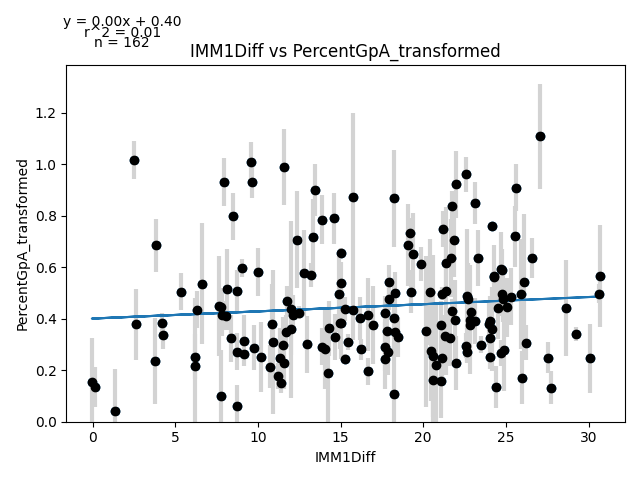 y = 0.00x + 0.40
r^2 = 0.01
n = 162
IMM1Diff vs PercentGpA_transformed
PercentGpA_transformed
1.2
1.0
0.8
0.6
0.4
0.2
0.0
0 5 10 15 20 25 30
IMM1Diff